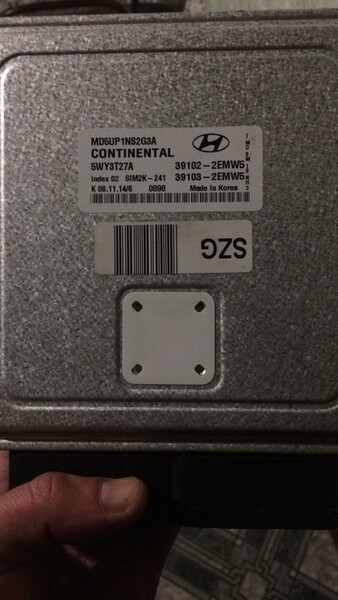 MD5UP1NS2G3A
CONTINENTAL
5WY3T27A 39102-2EMW5
Index 02 SIM2K-241 39103-2EMW5
K 06.11.14/6 0898 Made in Korea
SZG